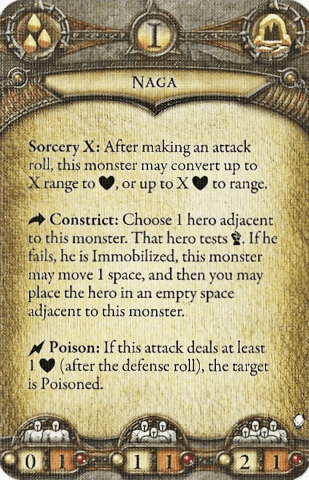 I
NAGA
Sorcery X: After making an attack
roll, this monster may convert up to
X range to ♥, or up to X ♥ to range.
Constrict: Choose 1 hero adjacent
to this monster. That hero tests . If he
fails, he is Immobilized, this monster
may move 1 space, and then you may
place the hero in an empty space
adjacent to this monster.
Poison: If this attack deals at least
1 ♥ (after the defense roll), the target
is Poisoned.
0 1 1 1 2 1